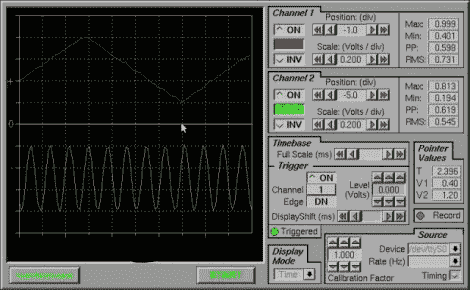 Channel 1
Position: (div)
ON
-1.0
Scale: (Volts / div)
INV
0.200
Max: 0.999
Min: 0.401
PP: 0.598
RMS: 0.731
Channel 2
Position: (div)
ON
-5.0
Scale: (Volts / div)
INV
0.200
Max: 0.813
Min: 0.194
PP: 0.619
RMS: 0.545
0
Timebase
Full Scale (ms)
Trigger
ON
Channel 1
Edge DN
Level (Volts)
0.000
DisplayShift (ms)
Pointer Values
T 2.396
V1 0.40
V2 1.20
Record
Triggered
Display Mode
Time
1.000
Calibration Factor
Source
Device /dev/ttyS0
Rate (Hz)
Timing